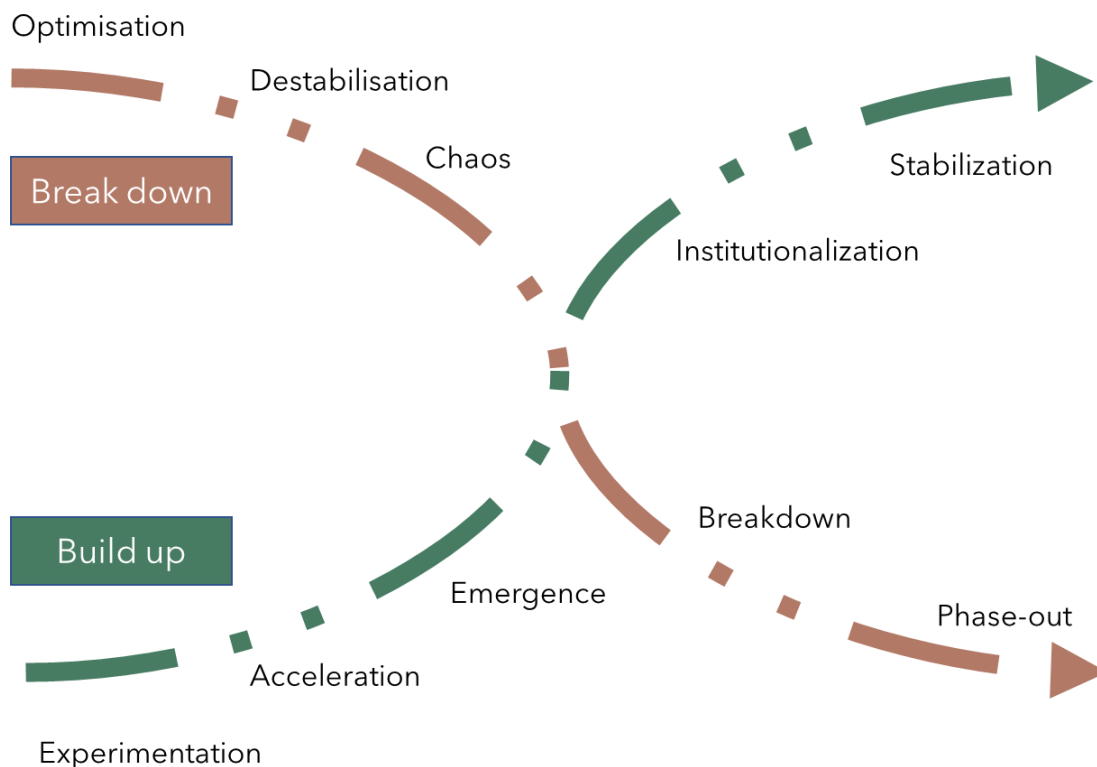 Optimisation
Destabilisation
Chaos
Stabilization
Break down
Institutionalization
Breakdown
Build up
Emergence
Phase-out
Acceleration
Experimentation